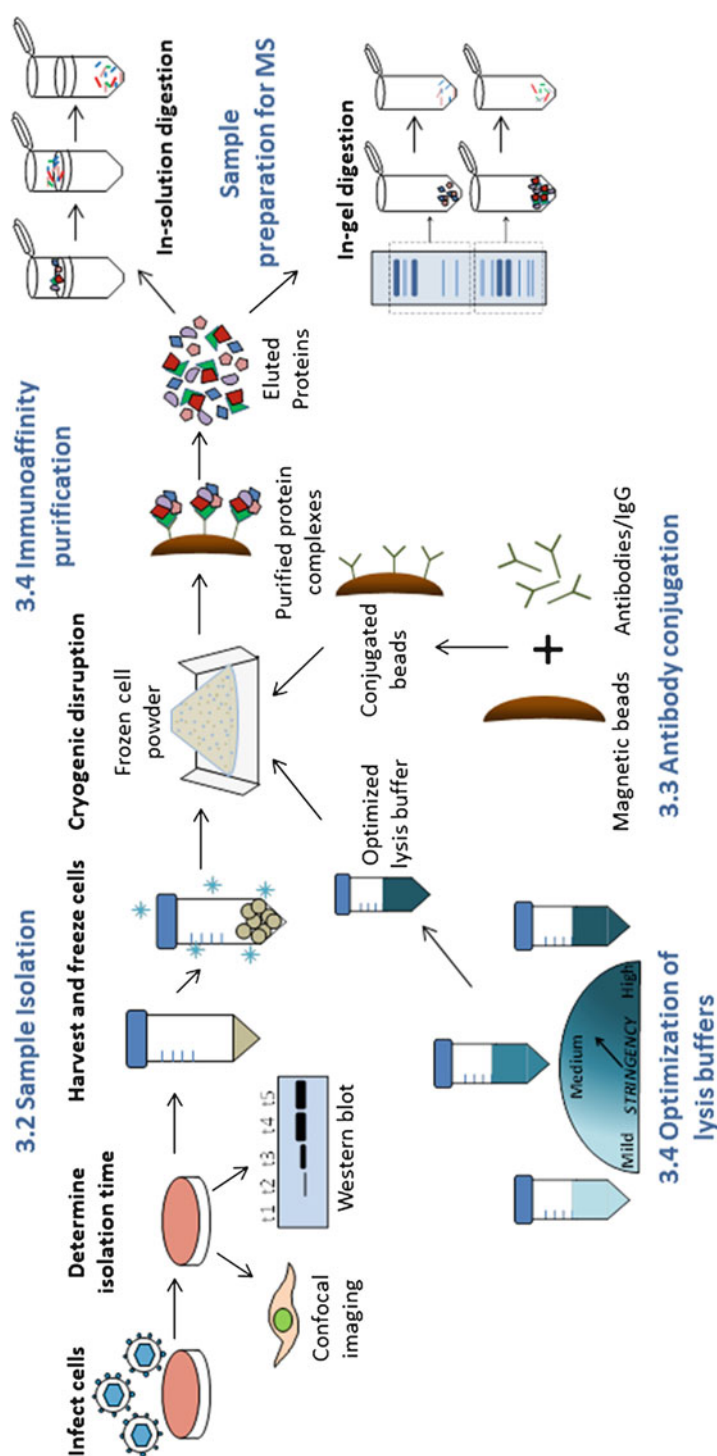 3.2 Sample Isolation
Infect cells
Determine
isolation time
Harvest and freeze cells
Cryogenic disruption
Confocal
imaging
t1 t2 t3 t4 t5
Western blot
Frozen cell
powder
3.4 Immunoaffinity
purification
Purified protein
complexes
Eluted
Proteins
In-solution digestion
Sample
preparation for MS
In-gel digestion
Optimized
lysis buffer
Mild
Medium
High
STRINGENCY
3.4 Optimization of
lysis buffers
Conjugated
beads
Magnetic beads
+
Antibodies/IgG
3.3 Antibody conjugation